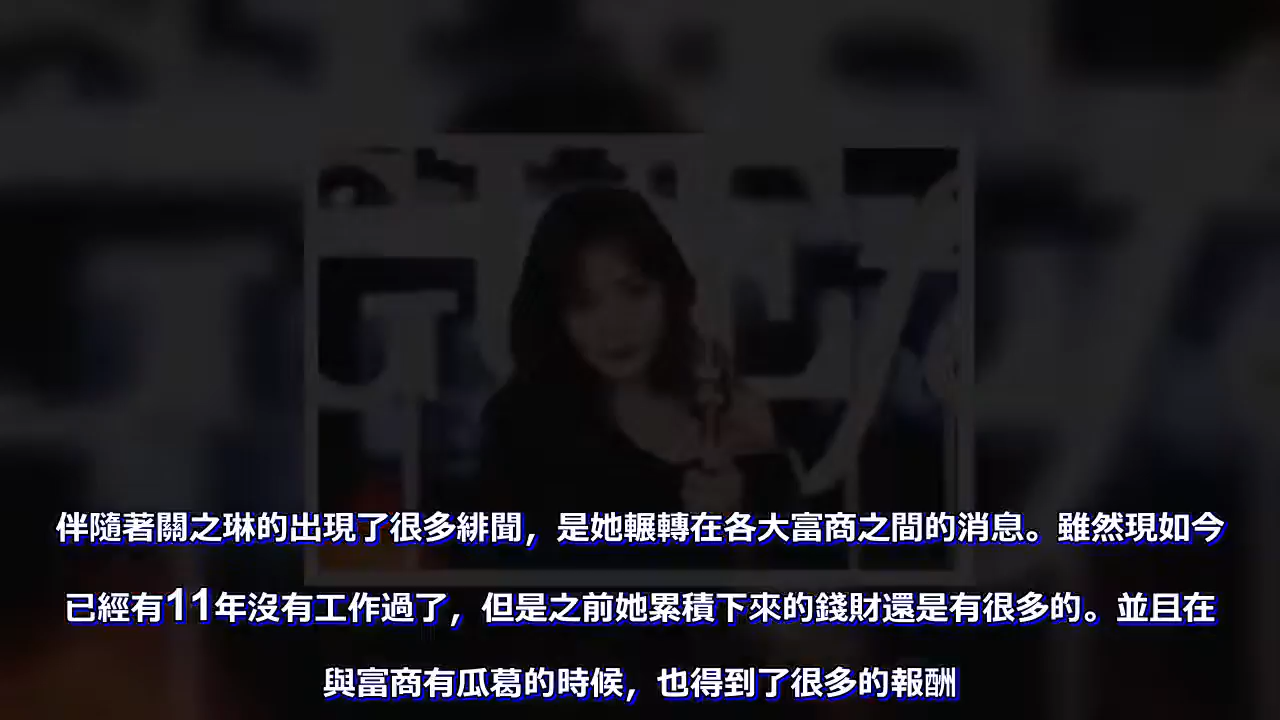 伴隨著關之琳的出現了很多緋聞，是她輾轉在各大富商之間的消息。雖然現如今
已經有11年沒有工作過了，但是之前她累積下來的錢財還是有很多的。並且在
與富商有瓜葛的時候，也得到了很多的報酬